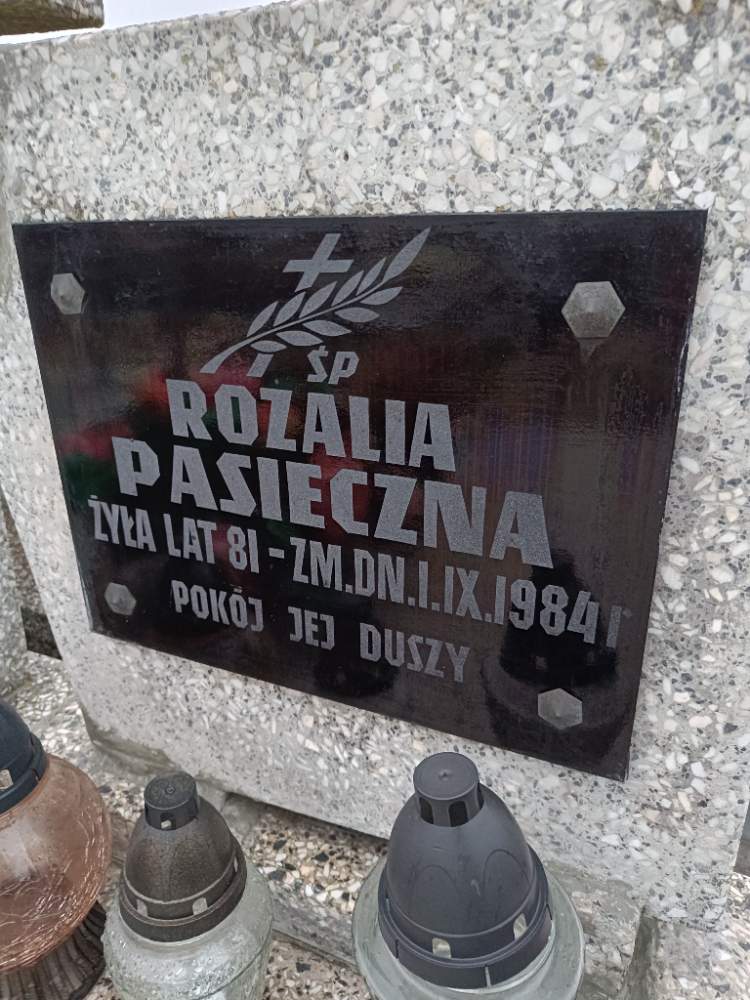 ŚP
ROZALIA
PASIECZNA
ŻYŁA LAT 81 - ZM.DN.1.IX.1984 r
POKÓJ JEJ DUSZY